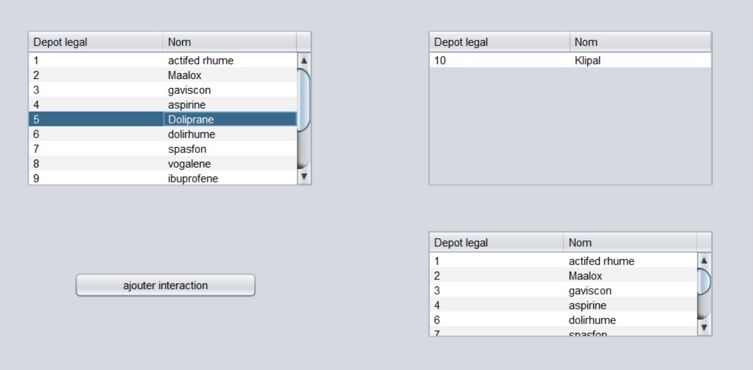 Depot legal Nom
1 actifed rhume
2 Maalox
3 gaviscon
4 aspirine
5 Doliprane
6 dolirhume
7 spasfon
8 vogalene
9 ibuprofene
Depot legal Nom
10 Klipal
ajouter interaction
Depot legal Nom
1 actifed rhume
2 Maalox
3 gaviscon
4 aspirine
6 dolirhume
7 spasfon